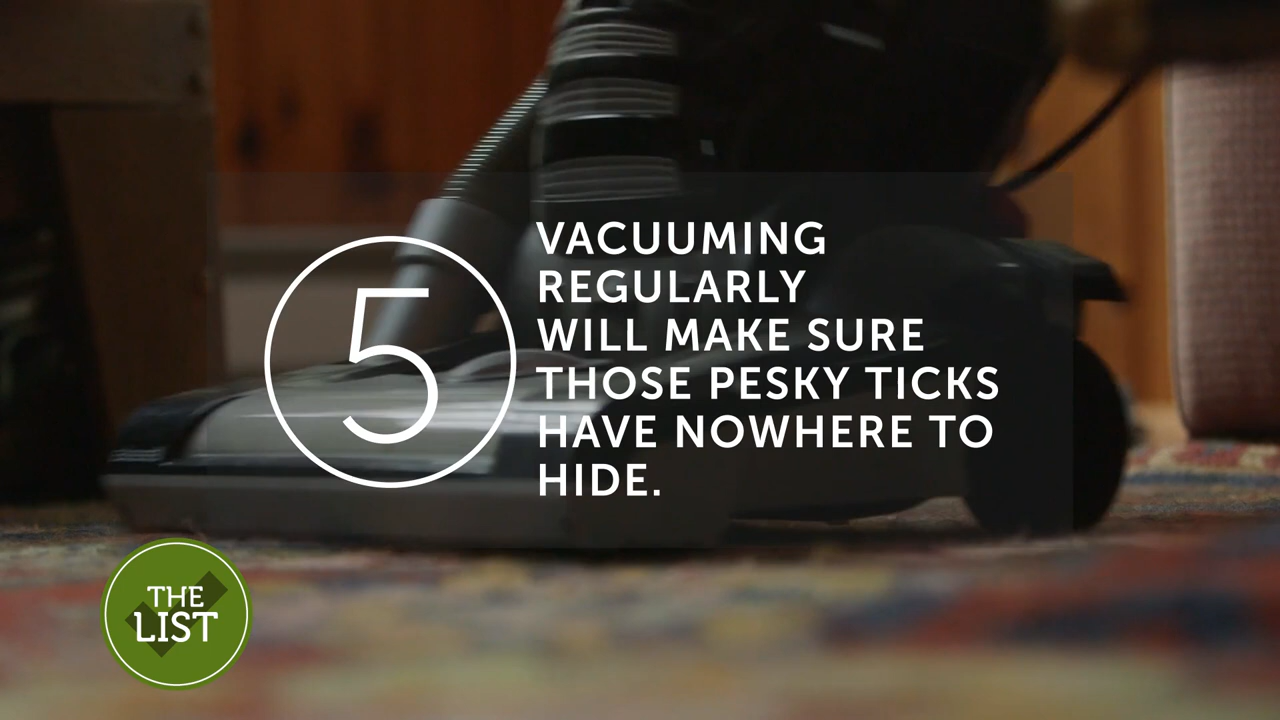 5
VACUUMING
REGULARLY
WILL MAKE SURE
THOSE PESKY TICKS
HAVE NOWHERE TO
HIDE.
THE
LIST